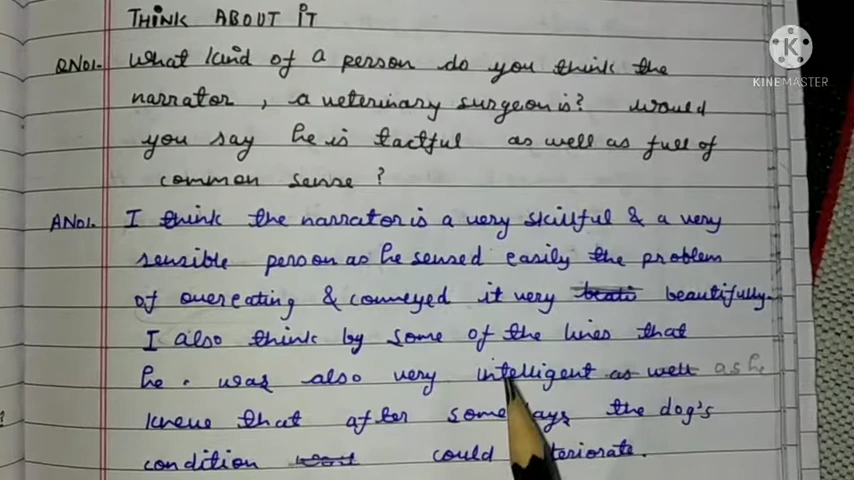 THINK ABOUT IT
QNO1. What kind of a person do you think the
narrator, a veterinary surgeon is? Would
you say he is tactful as well as full of
common sense?
ANO1. I think the narrator is a very skillful & a very
sensible person as he sensed easily the problem
of overeating & conveyed it very beautifully.
I also think by some of the lines that
he was also very intelligent as well as he
knew that after some days the dog's
condition could teriorate.
K
KINEMASTER